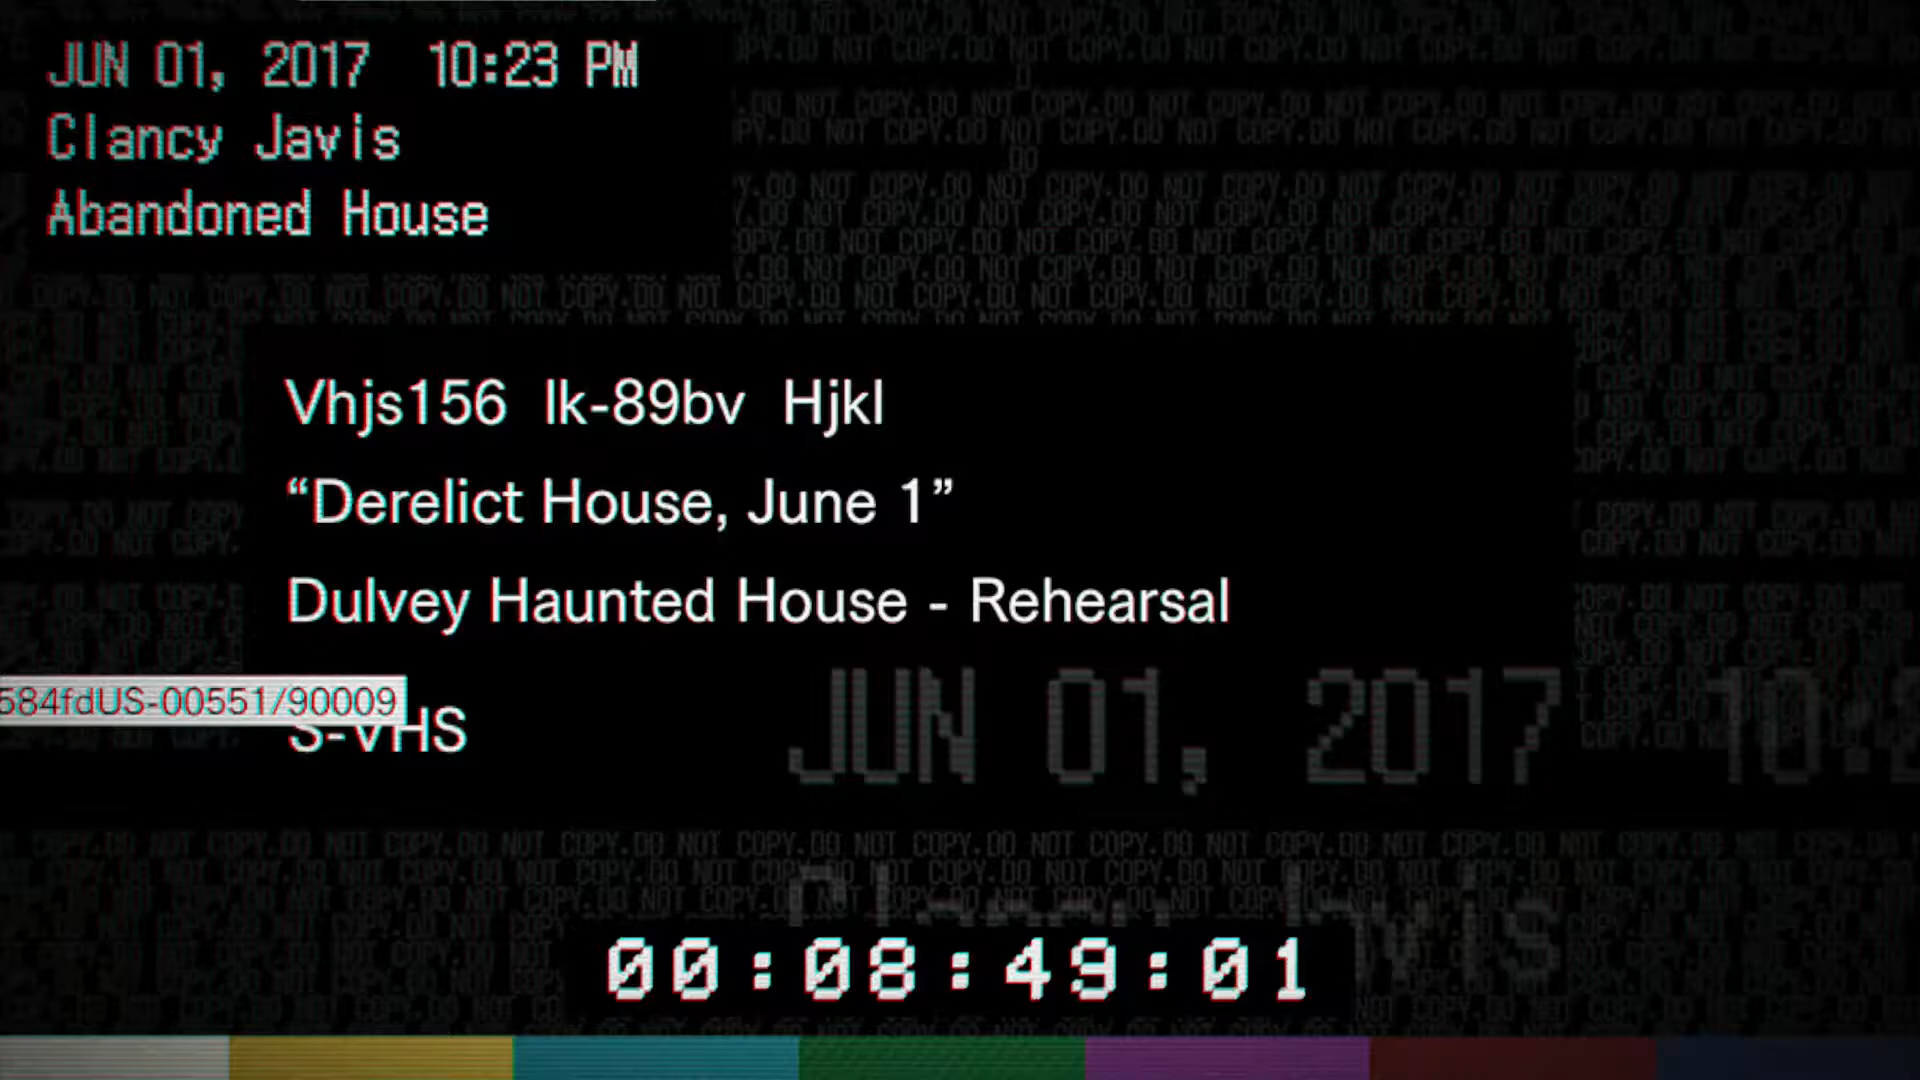 JUN 01, 2017 10:23 PM
Clancy Javis
Abandoned House
Vhjs156 lk-89bv Hjkl
“Derelict House, June 1”
Dulvey Haunted House - Rehearsal
584fdUS-00551/90009
S-VHS
JUN 01, 2017
00:08:49:01